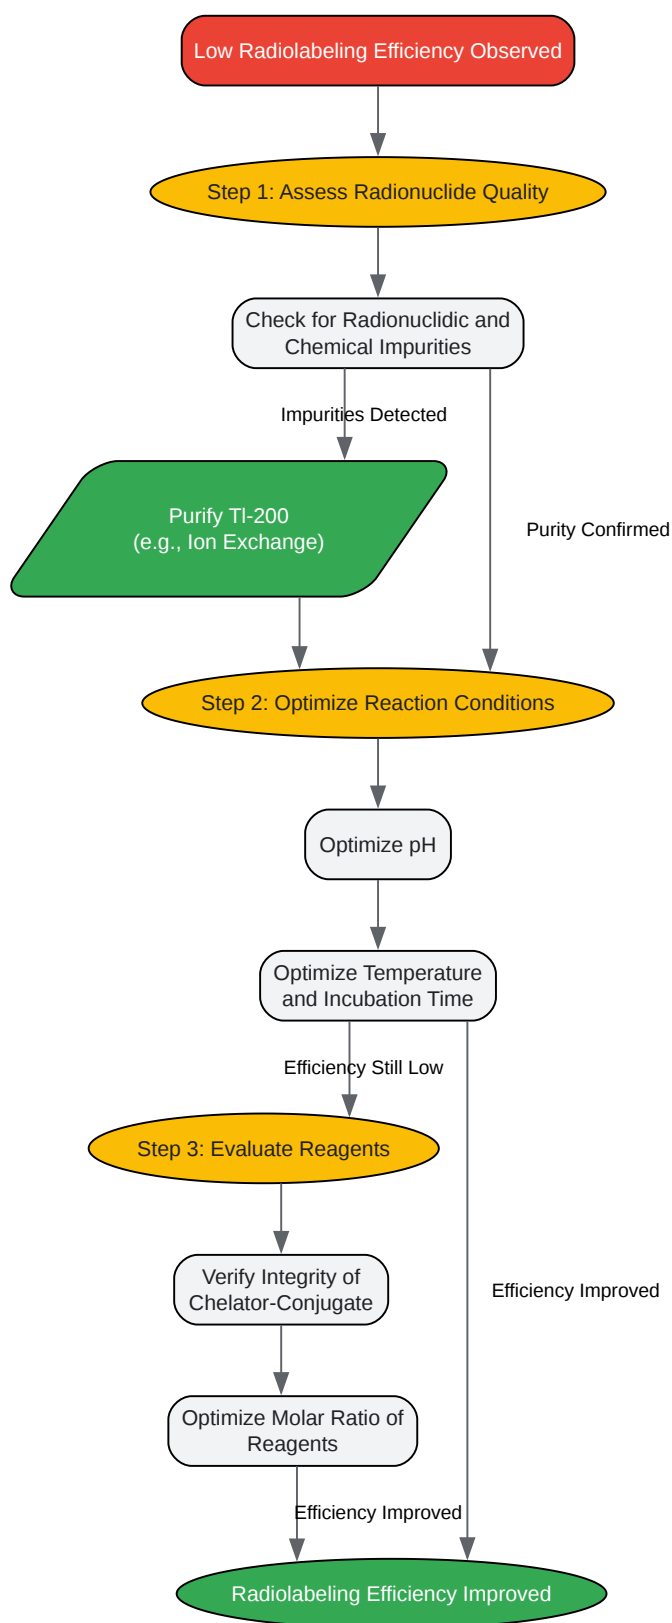 Low Radiolabeling Efficiency Observed
Step 1: Assess Radionuclide Quality
Check for Radionuclidic and
Chemical Impurities
Impurities Detected
Purify Tl-200
(e.g., Ion Exchange)
Purity Confirmed
Step 2: Optimize Reaction Conditions
Optimize pH
Optimize Temperature
and Incubation Time
Efficiency Still Low
Step 3: Evaluate Reagents
Verify Integrity of
Chelator-Conjugate
Efficiency Improved
Optimize Molar Ratio of
Reagents
Efficiency Improved
Radiolabeling Efficiency Improved